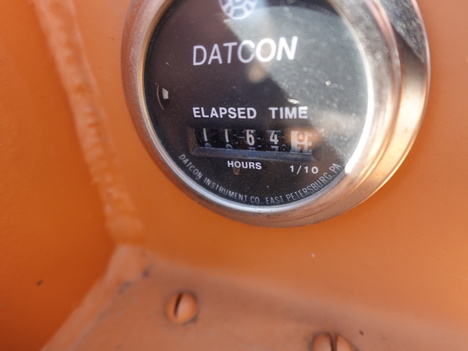 DATCON
ELAPSED TIME
1164
HOURS 1/10
DATCON INSTRUMENT CO. EAST PETERSBURG, PA